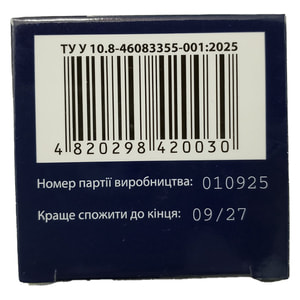 ТУ У 10.8-46083355-001:2025
4 820298 420030
Номер партії виробництва: 010925
Краще спожити до кінця: 09/27